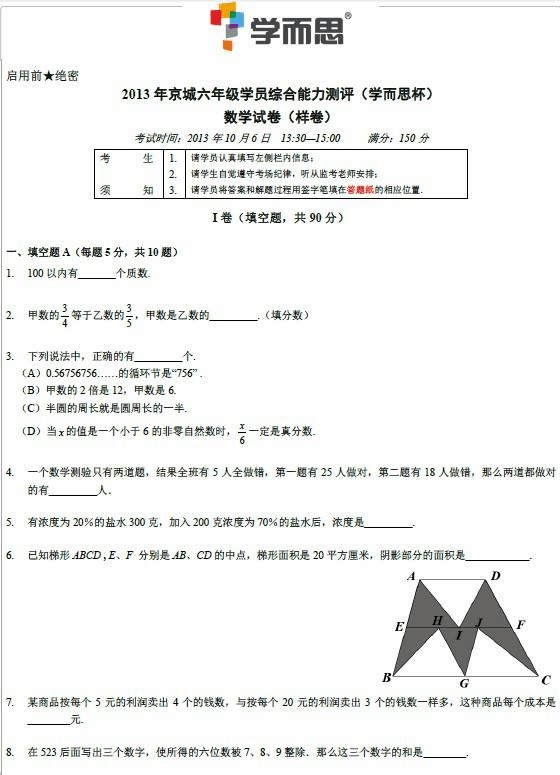 学而思®
启用前★绝密
2013 年京城六年级学员综合能力测评（学而思杯）
数学试卷（样卷）
考试时间：2013 年 10 月 6 日 13:30—15:00 满分：150 分
考 生 1. 请学员认真填写左侧栏内信息；
2. 请学生自觉遵守考场纪律，听从监考老师安排；
须 知 3. 请学员将答案和解题过程用签字笔填在答题纸的相应位置.
I 卷（填空题，共 90 分）
一、填空题 A（每题 5 分，共 10 题）
1. 100 以内有_______个质数.
2. 甲数的 3/4 等于乙数的 3/5，甲数是乙数的_________.（填分数）
3. 下列说法中，正确的有_________个.
（A）0.56756756……的循环节是“756” .
（B）甲数的 2 倍是 12，甲数是 6.
（C）半圆的周长就是圆周长的一半.
（D）当 x 的值是一个小于 6 的非零自然数时，x/6 一定是真分数.
4. 一个数学测验只有两道题，结果全班有 5 人全做错，第一题有 25 人做对，第二题有 18 人做错，那么两道都做对
的有_________人.
5. 有浓度为 20%的盐水 300 克，加入 200 克浓度为 70%的盐水后，浓度是_________.
6. 已知梯形 ABCD，E、F 分别是 AB、CD 的中点，梯形面积是 20 平方厘米，阴影部分的面积是____________.
A D
E H I J F
B G C
7. 某商品按每个 5 元的利润卖出 4 个的钱数，与按每个 20 元的利润卖出 3 个的钱数一样多，这种商品每个成本是
________元.
8. 在 523 后面写出三个数字，使所得的六位数被 7、8、9 整除．那么这三个数字的和是________.